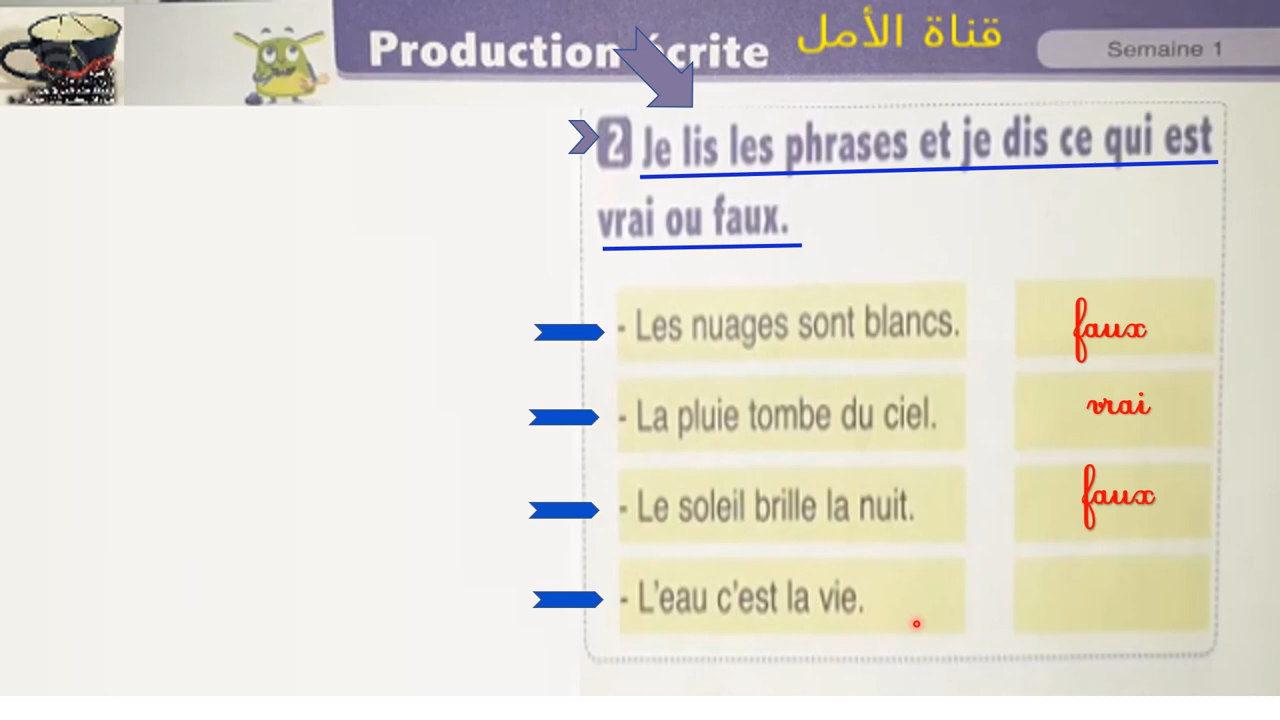 Production écrite
قناة الأمل
Semaine 1
2 Je lis les phrases et je dis ce qui est
vrai ou faux.
- Les nuages sont blancs. faux
- La pluie tombe du ciel. vrai
- Le soleil brille la nuit. faux
- L'eau c'est la vie.